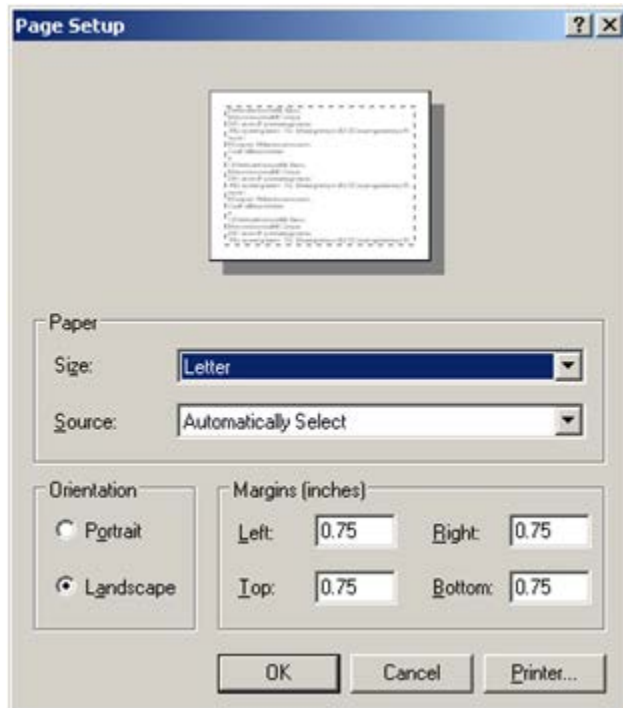 Page Setup
Paper
Size: Letter
Source: Automatically Select
Orientation
Portrait
Landscape
Margins (inches)
Left: 0.75 Right: 0.75
Top: 0.75 Bottom: 0.75
OK Cancel Printer...